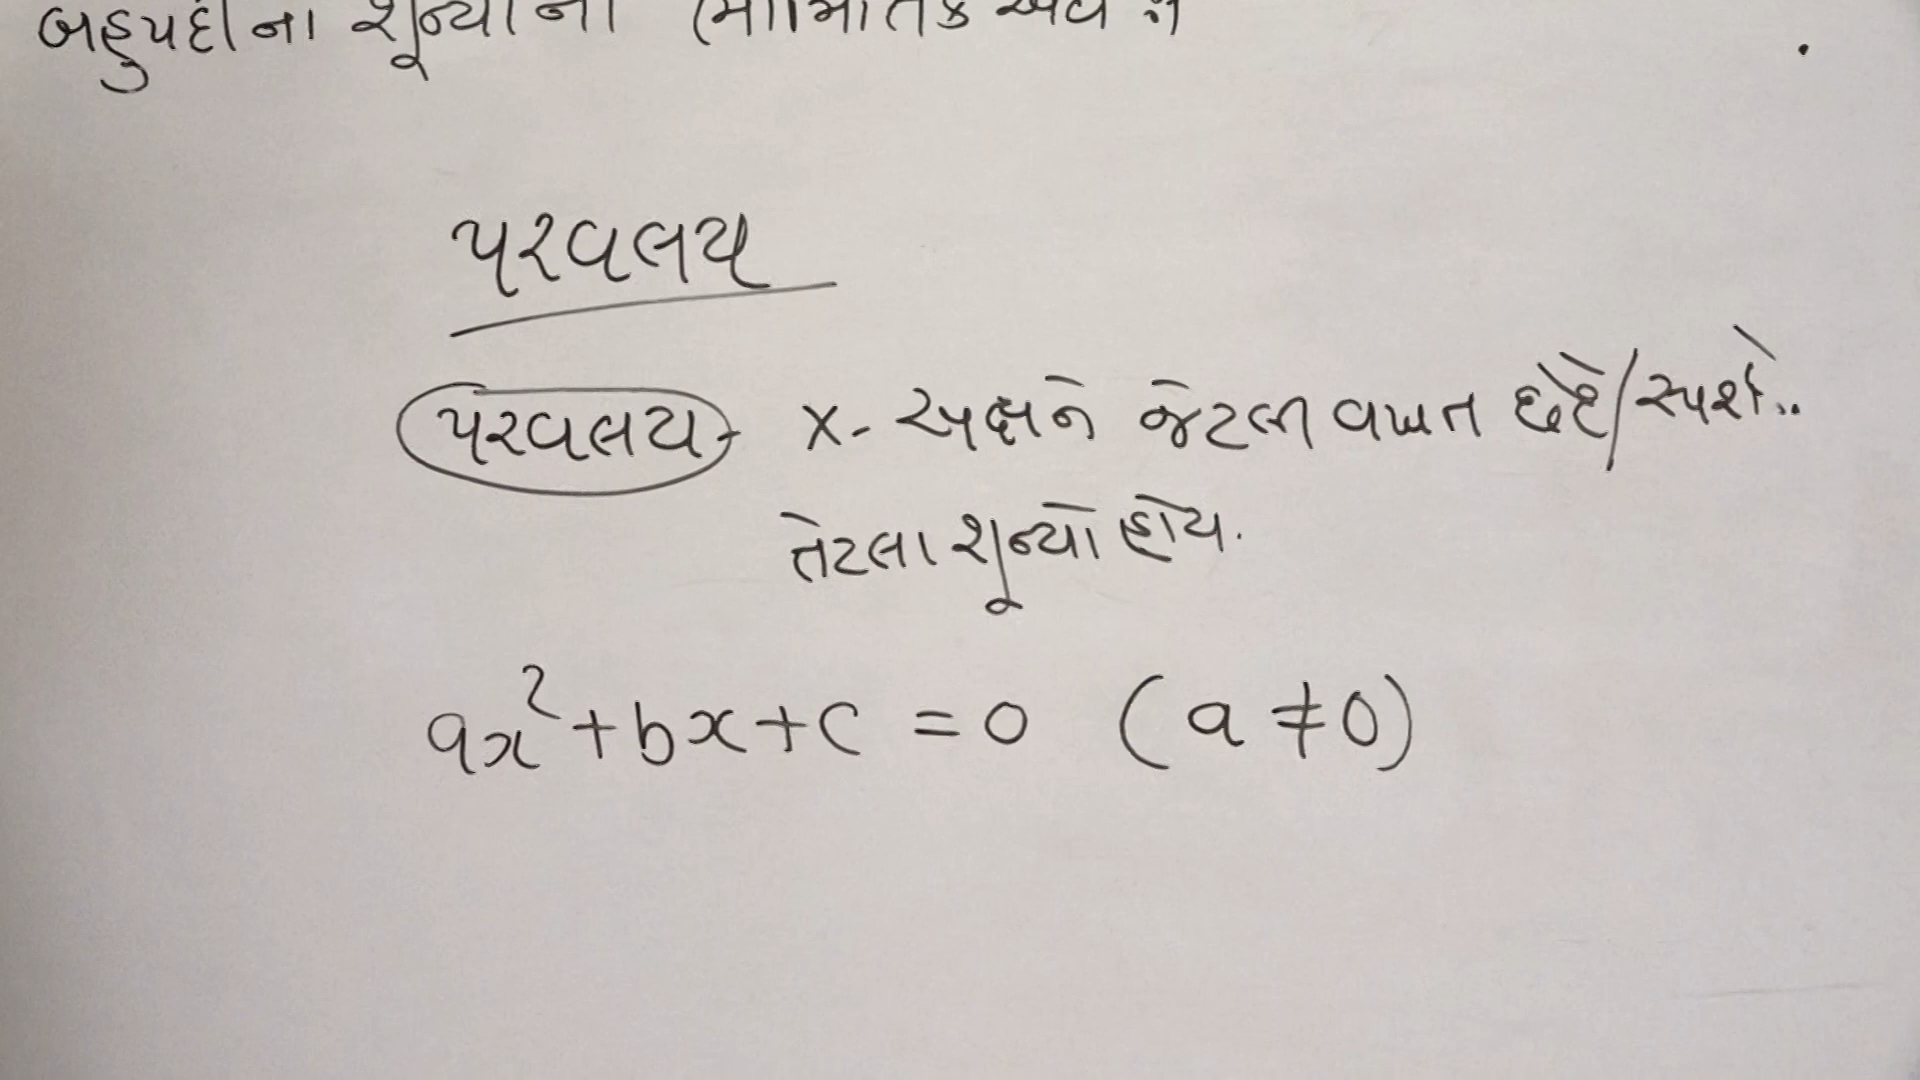 બહુપદીના શૂન્યોનો ભૌમિતિક અર્થ :-
પરવલય
પરવલય - X- અક્ષને જેટલી વખત છેદે/સ્પર્શે..
તેટલા શૂન્યો હોય.
ax²+bx+c = 0 (a ≠ 0)